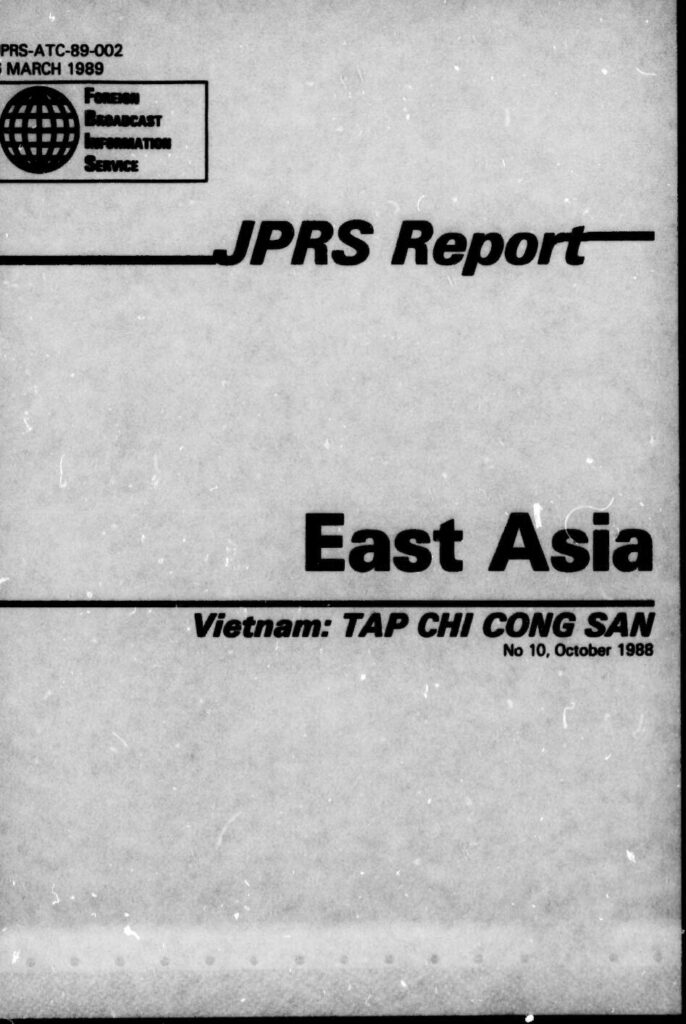 PRS-ATC-89-002
MARCH 1989
FOREIGN
BROADCAST
INFORMATION
SERVICE
JPRS Report
East Asia
Vietnam: TAP CHI CONG SAN
No 10, October 1988